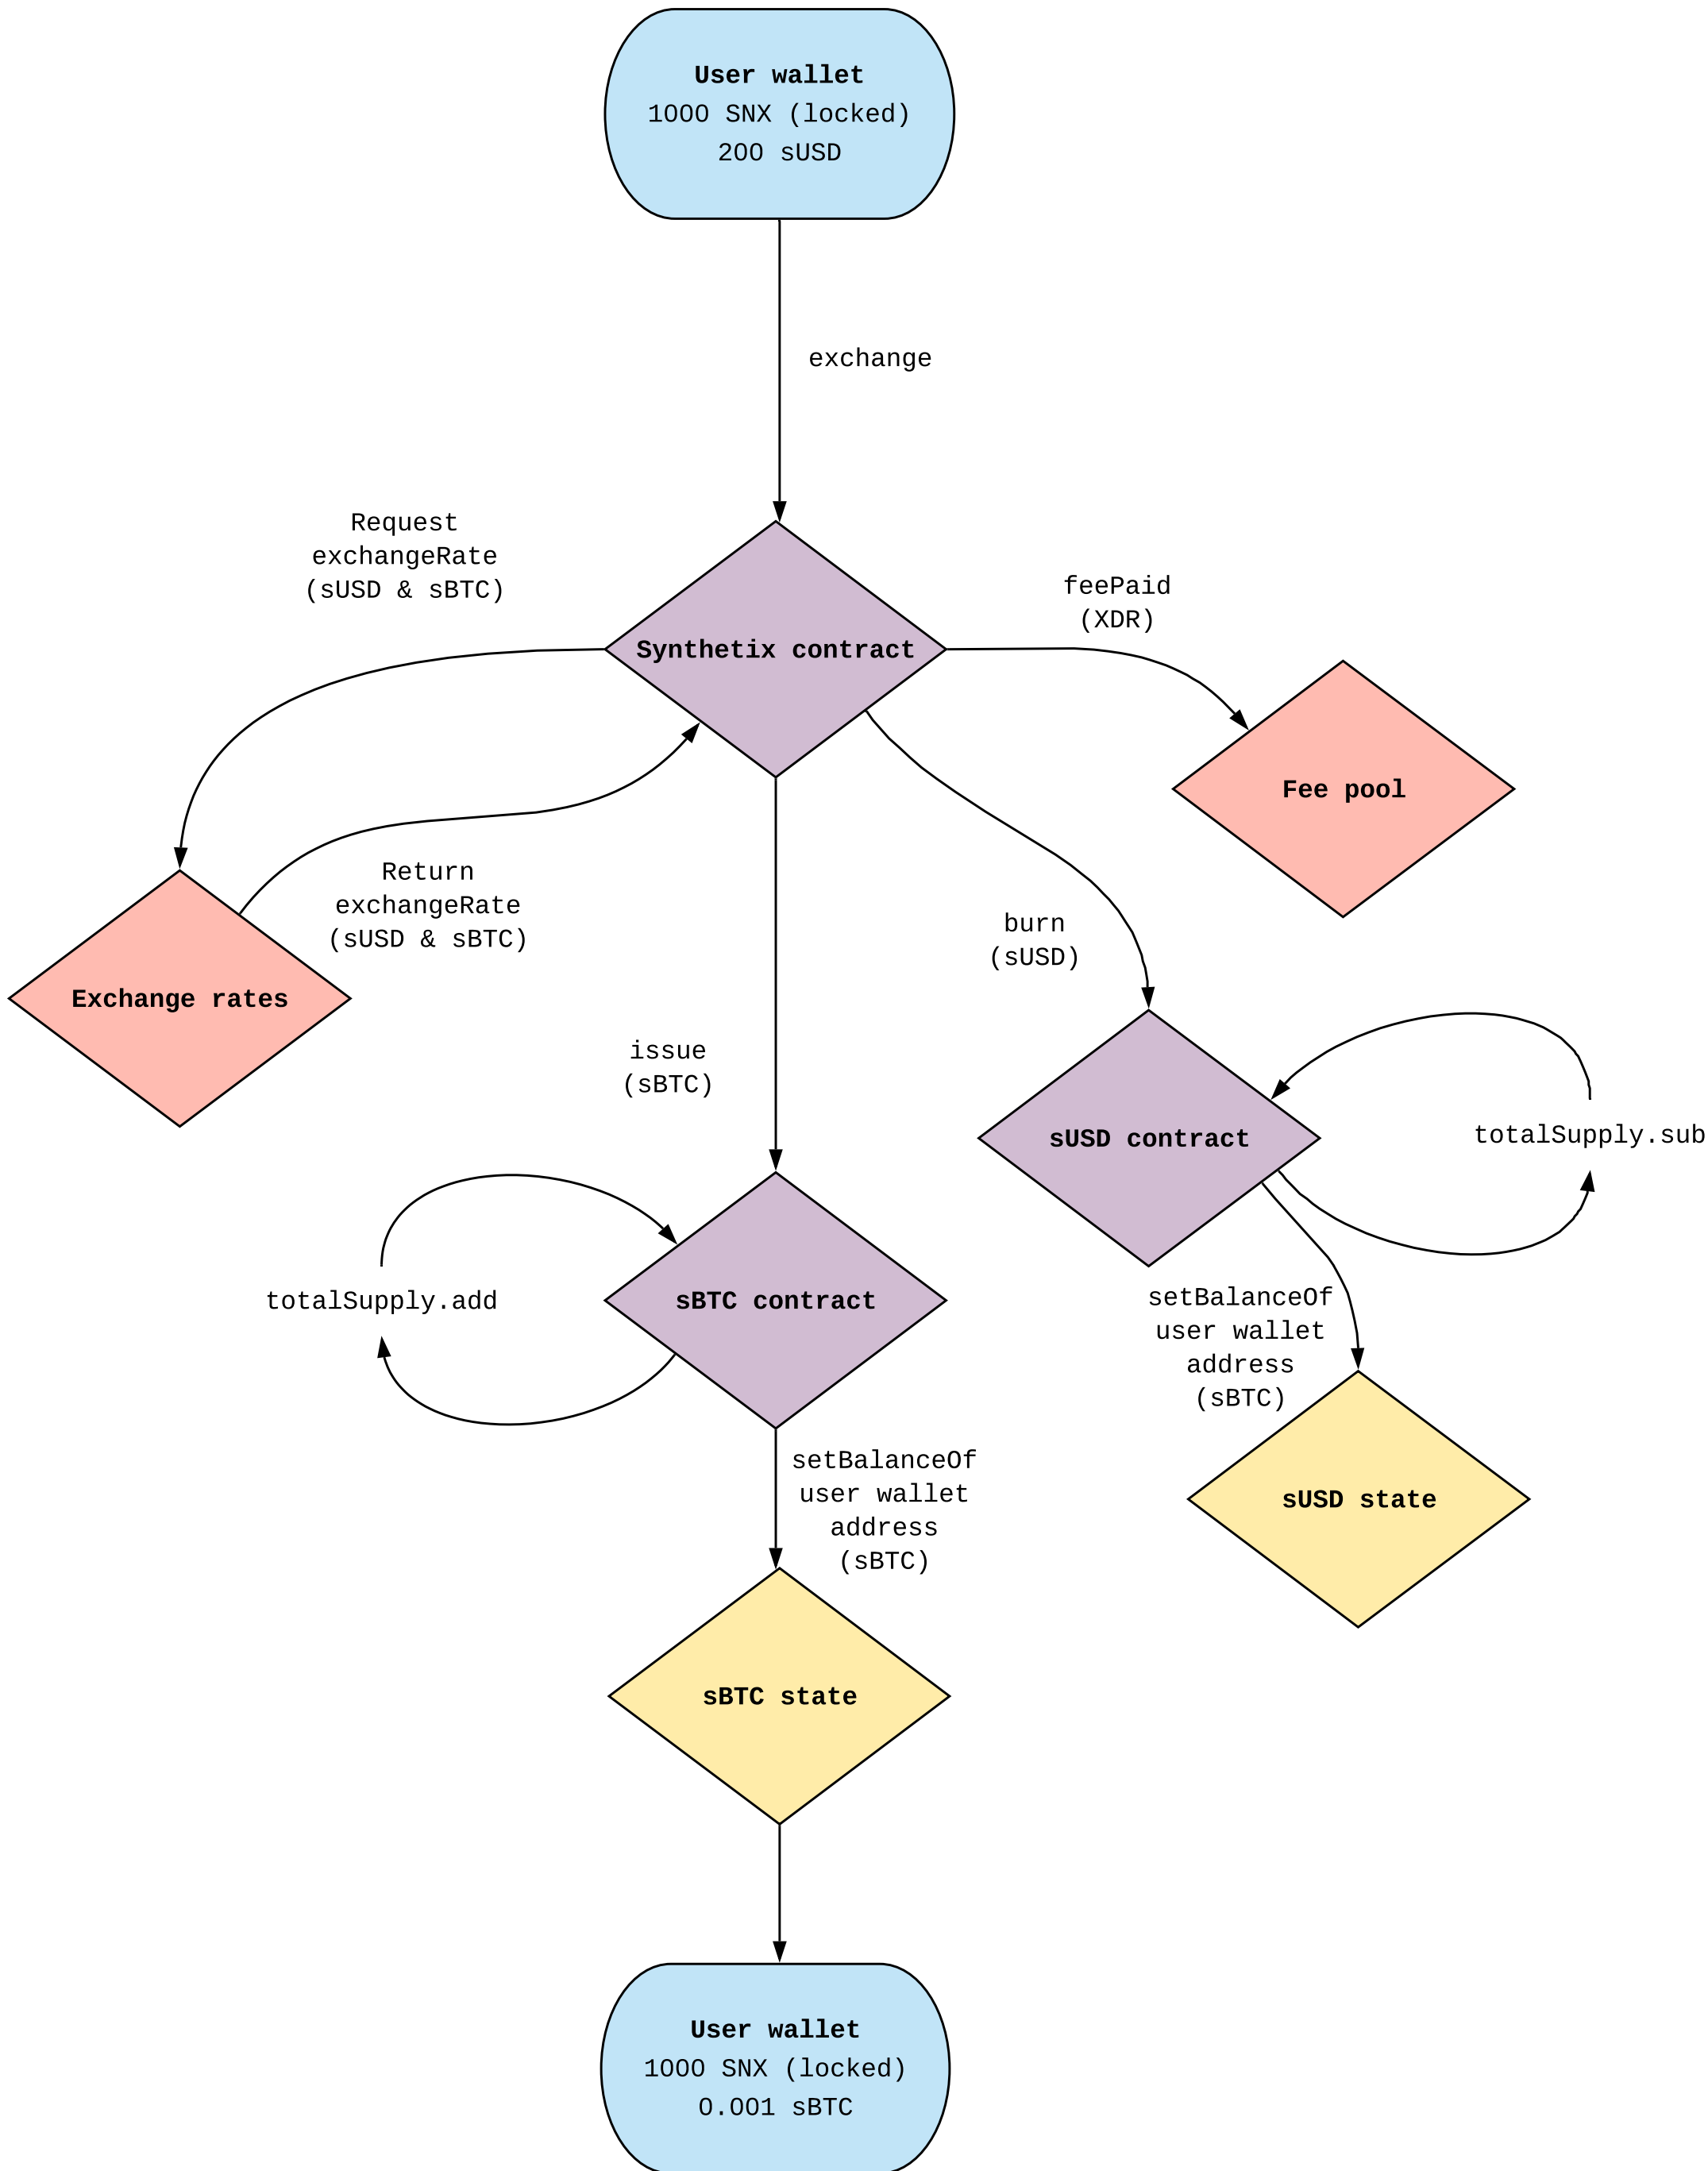 User wallet
1000 SNX (locked)
200 sUSD
exchange
Request
exchangeRate
(sUSD & sBTC)
feePaid
(XDR)
Synthetix contract
Fee pool
Return
exchangeRate
(sUSD & sBTC)
Exchange rates
burn
(sUSD)
issue
(sBTC)
sUSD contract
totalSupply.sub
totalSupply.add
sBTC contract
setBalanceOf
user wallet
address
(sBTC)
setBalanceOf
user wallet
address
(sBTC)
sUSD state
sBTC state
User wallet
1000 SNX (locked)
0.001 sBTC